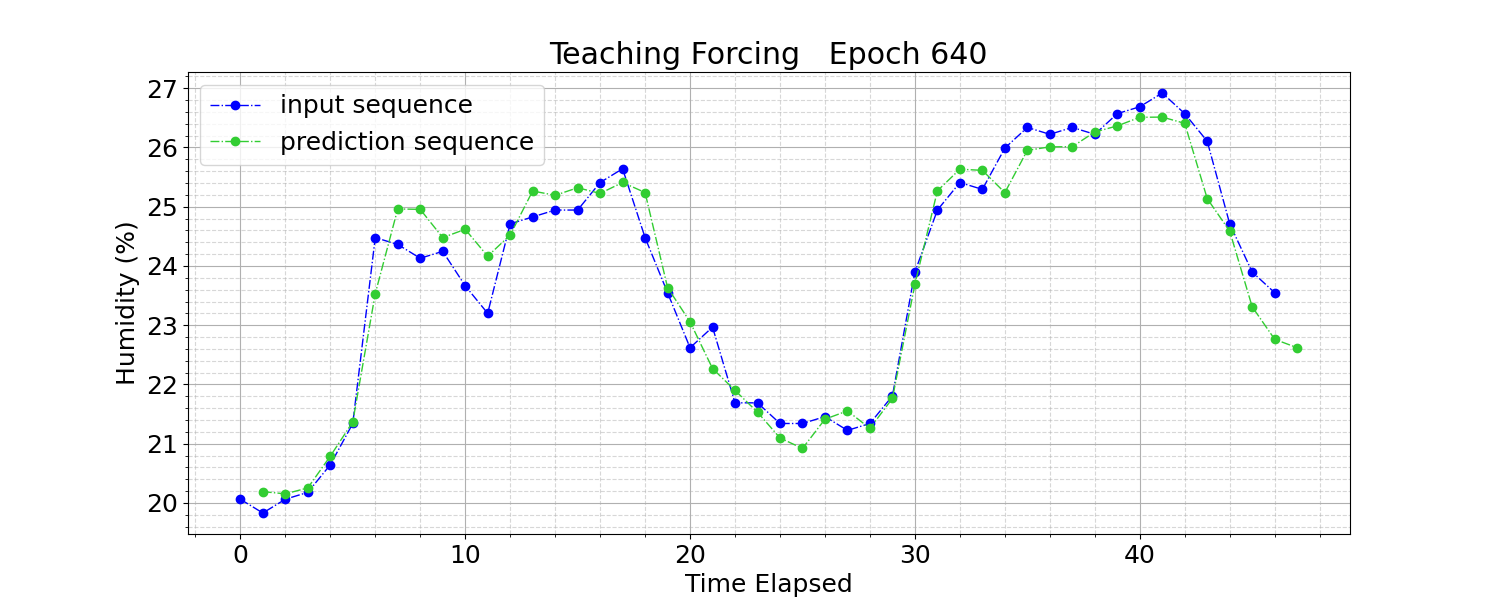 Teaching Forcing   Epoch 640
27
26
25
24
23
22
21
20
Humidity (%)
input sequence
prediction sequence
0 10 20 30 40
Time Elapsed